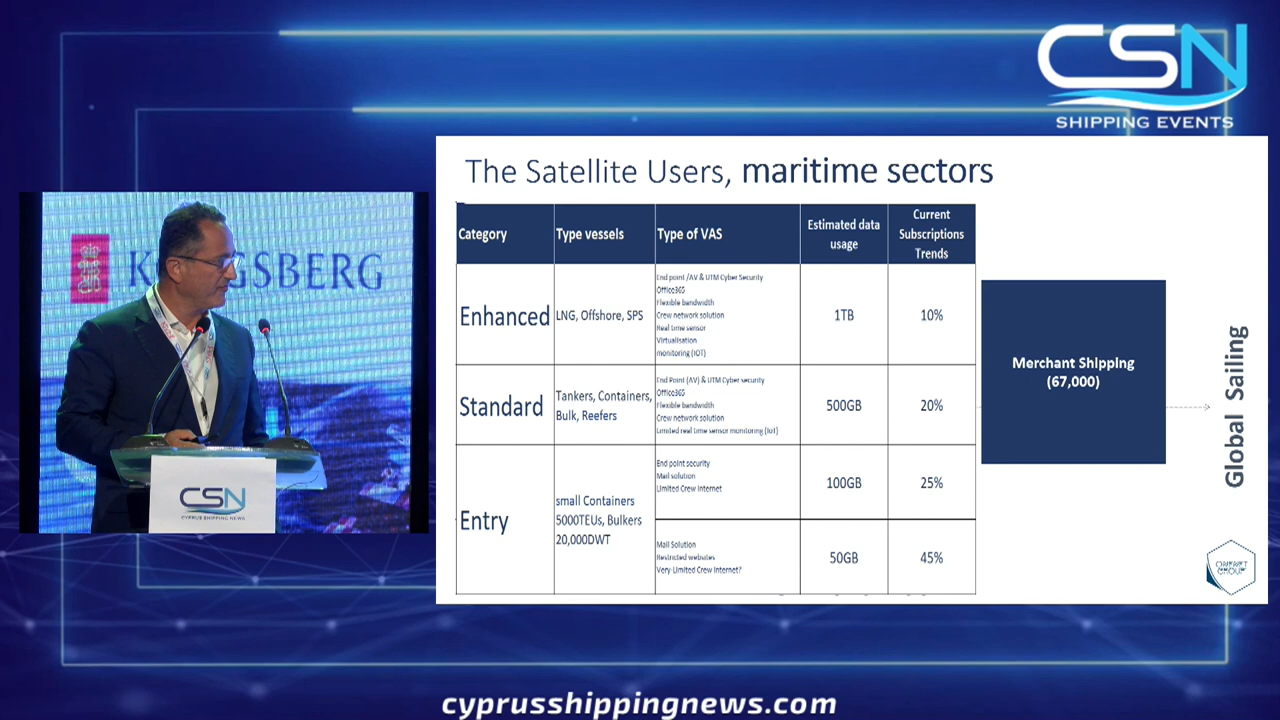 CSN
SHIPPING EVENTS
The Satellite Users, maritime sectors
Category
Type vessels
Type of VAS
Estimated data
usage
Current
Subscriptions
Trends
Enhanced
LNG, Offshore, SPS
End point /AV & UTM Cyber Security
Office365
Flexible bandwidth
Crew network solution
Real time sensor
Virtualisation
monitoring (IOT)
1TB
10%
Standard
Tankers, Containers,
Bulk, Reefers
End Point (AV) & UTM Cyber security
Office365
Flexible bandwidth
Crew network solution
Limited real time sensor monitoring (IoT)
500GB
20%
Entry
small Containers
5000TEUs, Bulkers
20,000DWT
End point security
Mail solution
Limited Crew Internet
100GB
25%
Mail Solution
Restricted websites
Very-Limited Crew Internet?
50GB
45%
Merchant Shipping
(67,000)
Global Sailing
GROUP
KONGSBERG
CSN
CYPRUS SHIPPING NEWS
cyprusshippingnews.com